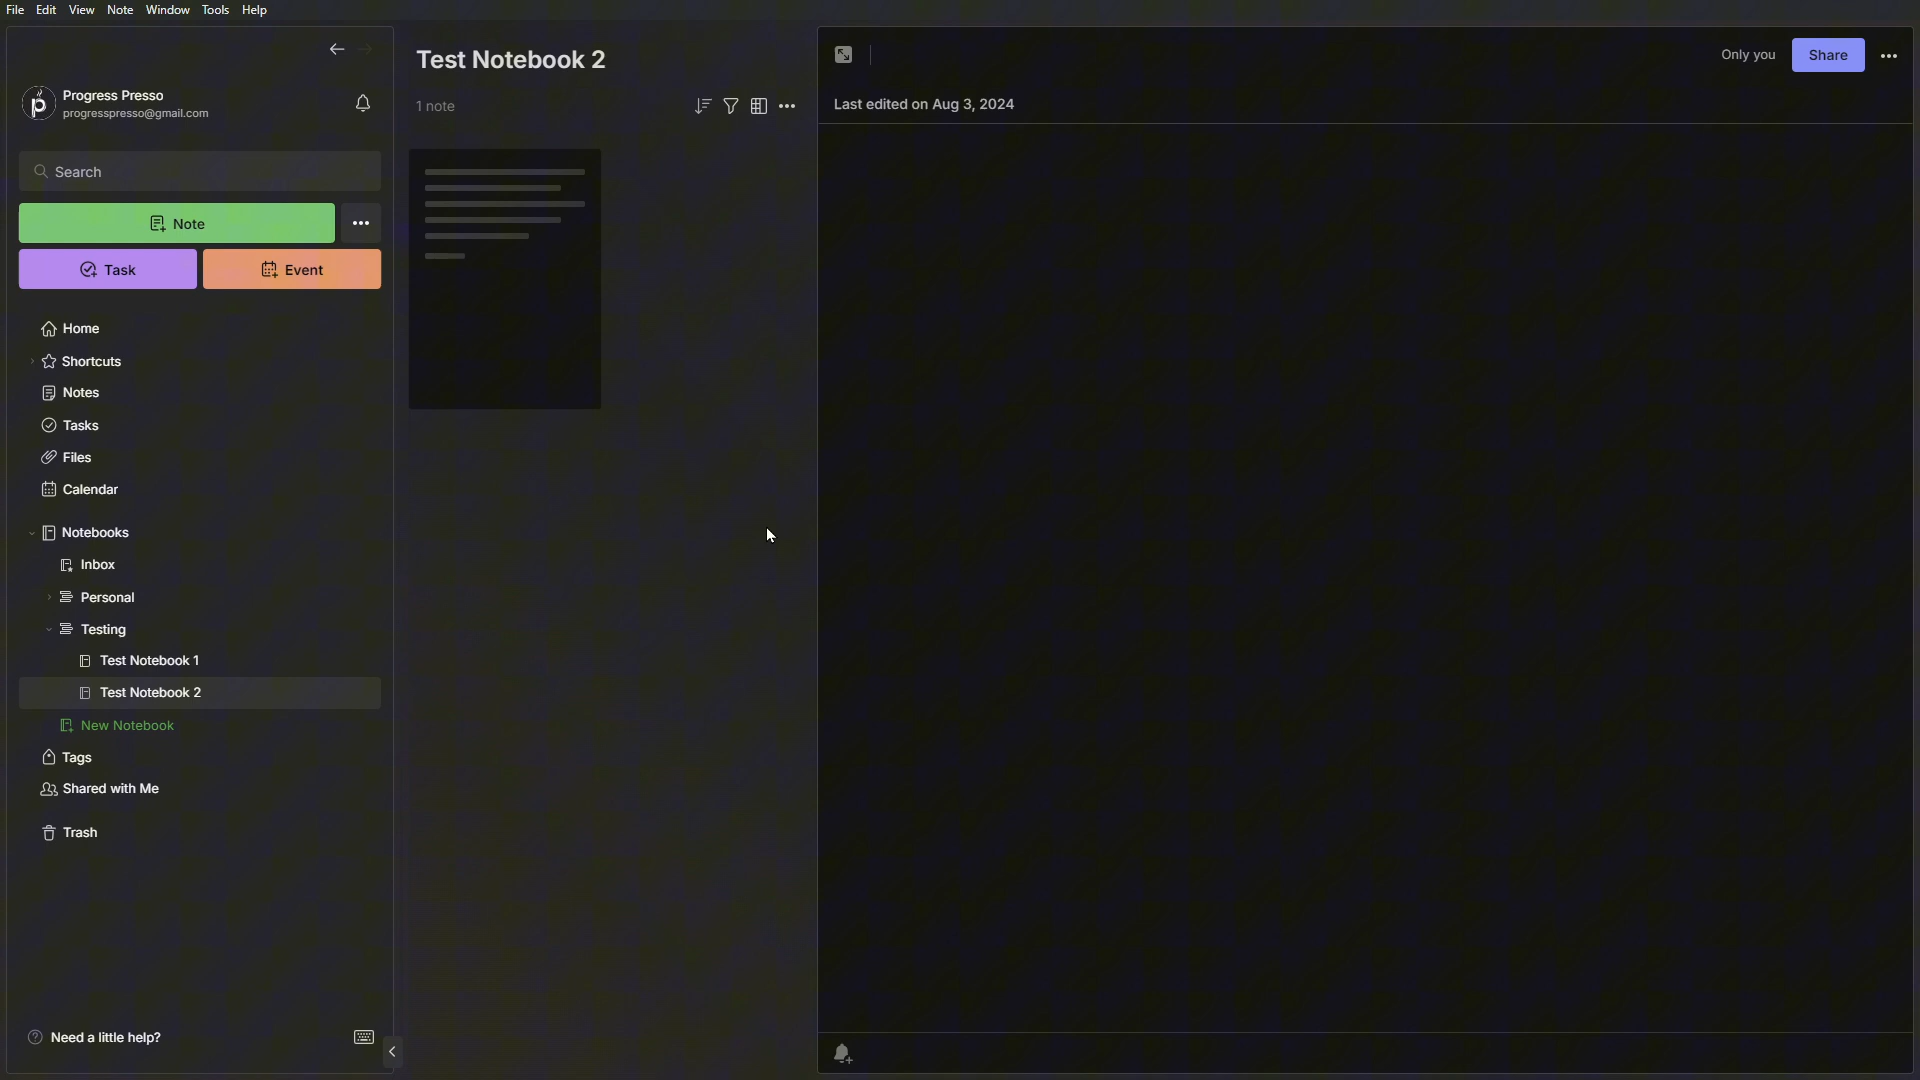 File Edit View Note Window Tools Help
Progress Presso
progresspresso@gmail.com
Search
Note
Task
Event
Home
Shortcuts
Notes
Tasks
Files
Calendar
Notebooks
Inbox
Personal
Testing
Test Notebook 1
Test Notebook 2
New Notebook
Tags
Shared with Me
Trash
Need a little help?
Test Notebook 2
1 note
Only you
Share
Last edited on Aug 3, 2024